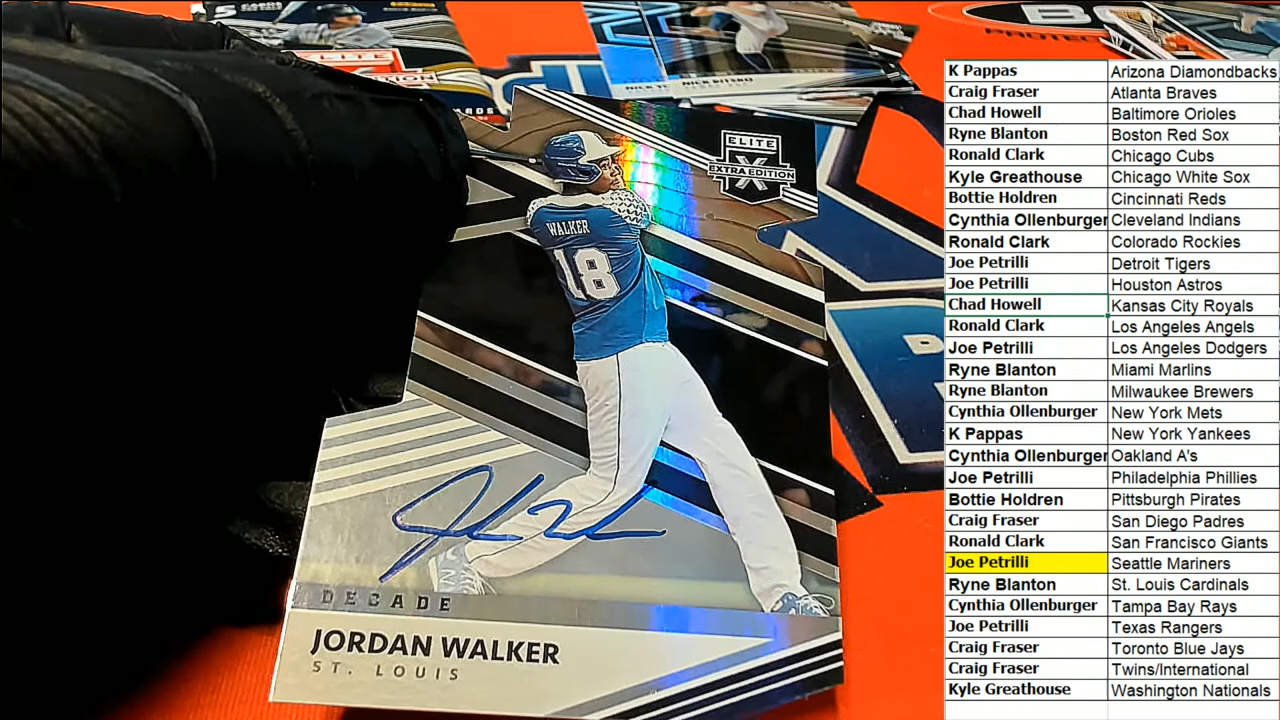 5
ELITE
BO
PROTEC
NICK BITSKO
ELITE
X
EXTRA EDITION
WALKER
18
DECADE
JORDAN WALKER
ST. LOUIS
K Pappas Arizona Diamondbacks
Craig Fraser Atlanta Braves
Chad Howell Baltimore Orioles
Ryne Blanton Boston Red Sox
Ronald Clark Chicago Cubs
Kyle Greathouse Chicago White Sox
Bottie Holdren Cincinnati Reds
Cynthia Ollenburger Cleveland Indians
Ronald Clark Colorado Rockies
Joe Petrilli Detroit Tigers
Joe Petrilli Houston Astros
Chad Howell Kansas City Royals
Ronald Clark Los Angeles Angels
Joe Petrilli Los Angeles Dodgers
Ryne Blanton Miami Marlins
Ryne Blanton Milwaukee Brewers
Cynthia Ollenburger New York Mets
K Pappas New York Yankees
Cynthia Ollenburger Oakland A's
Joe Petrilli Philadelphia Phillies
Bottie Holdren Pittsburgh Pirates
Craig Fraser San Diego Padres
Ronald Clark San Francisco Giants
Joe Petrilli Seattle Mariners
Ryne Blanton St. Louis Cardinals
Cynthia Ollenburger Tampa Bay Rays
Joe Petrilli Texas Rangers
Craig Fraser Toronto Blue Jays
Craig Fraser Twins/International
Kyle Greathouse Washington Nationals